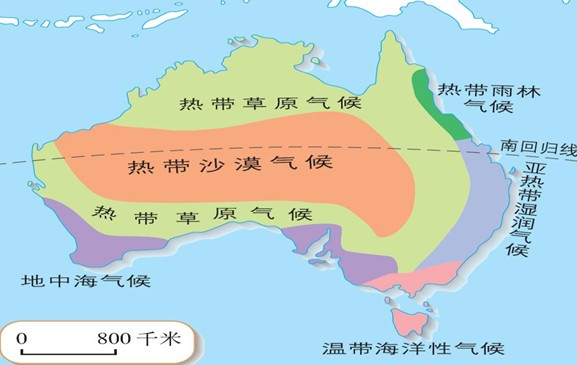 热带草原气候
热带雨林
气候
南回归线
热带沙漠气候
亚热带湿润气候
热带草原气候
地中海气候
0 800千米
温带海洋性气候